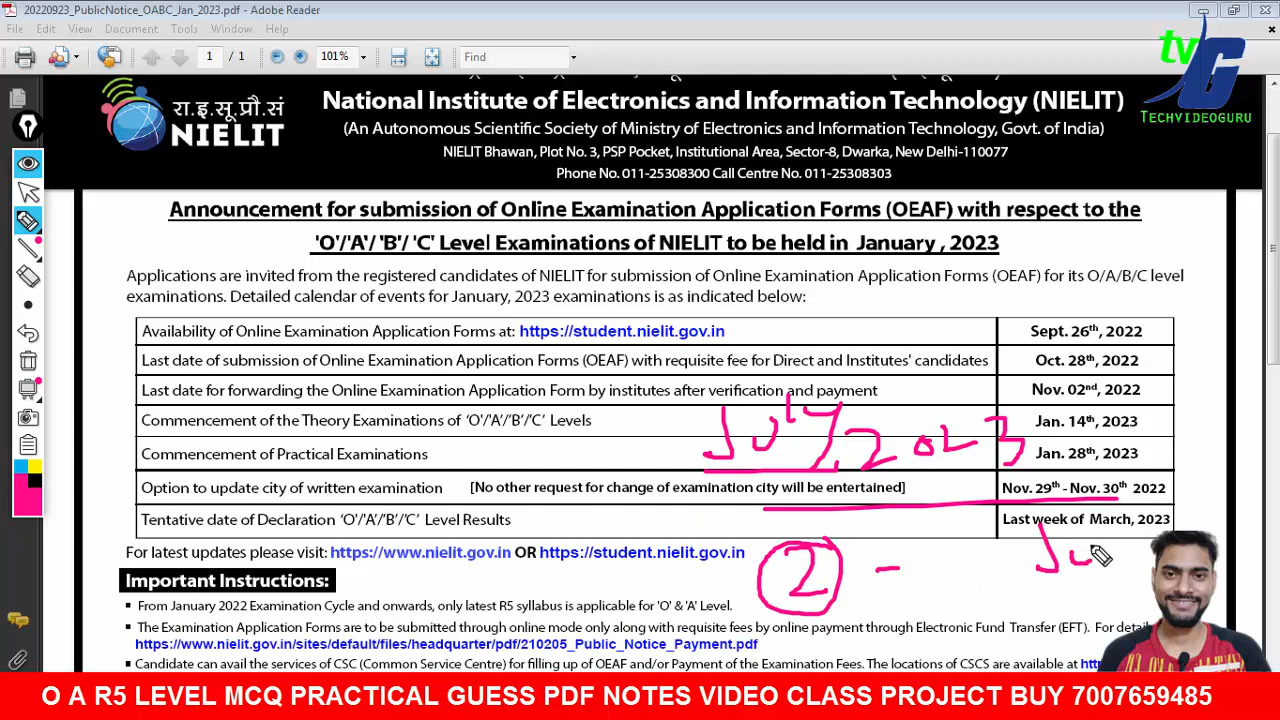 20220923_PublicNotice_OABC_Jan_2023.pdf - Adobe Reader
File Edit View Document Tools Window Help
1 / 1 101% Find
tv
TECHVIDEOGURU
रा.इ.सू.प्रौ.सं
NIELIT
National Institute of Electronics and Information Technology (NIELIT)
(An Autonomous Scientific Society of Ministry of Electronics and Information Technology, Govt. of India)
NIELIT Bhawan, Plot No. 3, PSP Pocket, Institutional Area, Sector-8, Dwarka, New Delhi-110077
Phone No. 011-25308300 Call Centre No. 011-25308303
Announcement for submission of Online Examination Application Forms (OEAF) with respect to the
'O'/'A'/ 'B'/ 'C' Level Examinations of NIELIT to be held in January , 2023
Applications are invited from the registered candidates of NIELIT for submission of Online Examination Application Forms (OEAF) for its O/A/B/C level
examinations. Detailed calendar of events for January, 2023 examinations is as indicated below:
Availability of Online Examination Application Forms at: https://student.nielit.gov.in Sept. 26th, 2022
Last date of submission of Online Examination Application Forms (OEAF) with requisite fee for Direct and Institutes' candidates Oct. 28th, 2022
Last date for forwarding the Online Examination Application Form by institutes after verification and payment Nov. 02nd, 2022
Commencement of the Theory Examinations of 'O'/'A'/'B'/'C' Levels Jan. 14th, 2023
July, 2023
Commencement of Practical Examinations Jan. 28th, 2023
Option to update city of written examination [No other request for change of examination city will be entertained] Nov. 29th - Nov. 30th 2022
Tentative date of Declaration 'O'/'A'/'B'/'C' Level Results Last week of March, 2023
For latest updates please visit: https://www.nielit.gov.in OR https://student.nielit.gov.in
2 - Ju
Important Instructions:
▪ From January 2022 Examination Cycle and onwards, only latest R5 syllabus is applicable for 'O' & 'A' Level.
▪ The Examination Application Forms are to be submitted through online mode only along with requisite fees by online payment through Electronic Fund Transfer (EFT). For detail
https://www.nielit.gov.in/sites/default/files/headquarter/pdf/210205_Public_Notice_Payment.pdf
▪ Candidate can avail the services of CSC (Common Service Centre) for filling up of OEAF and/or Payment of the Examination Fees. The locations of CSCS are available at
O A R5 LEVEL MCQ PRACTICAL GUESS PDF NOTES VIDEO CLASS PROJECT BUY 7007659485